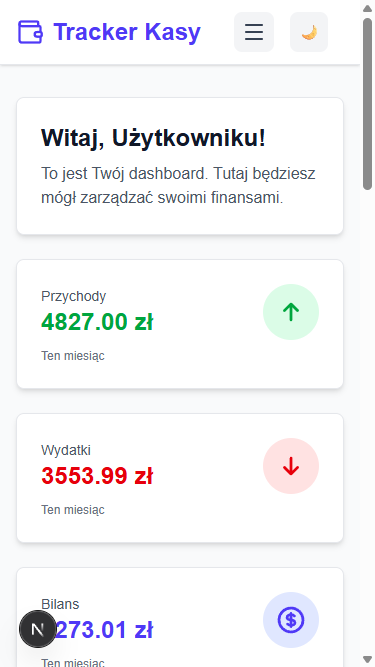 Tracker Kasy
Witaj, Użytkowniku!
To jest Twój dashboard. Tutaj będziesz
mógł zarządzać swoimi finansami.
Przychody
4827.00 zł
Ten miesiąc
Wydatki
3553.99 zł
Ten miesiąc
Bilans
273.01 zł
N
Ten miesiąc